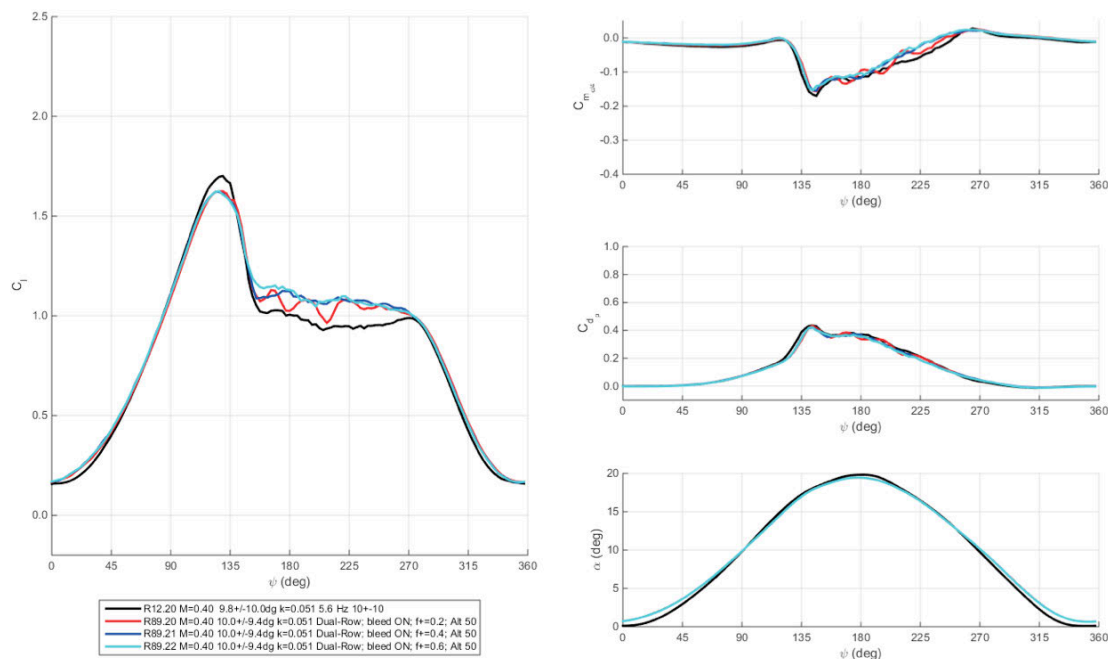 2.5
2.0
1.5
1.0
0.5
0.0
C_l
0 45 90 135 180 225 270 315 360
ψ (deg)
R12.20 M=0.40 9.8+/-10.0dg k=0.051 5.6 Hz 10+-10
R89.20 M=0.40 10.0+/-9.4dg k=0.051 Dual-Row; bleed ON; f+=0.2; Alt 50
R89.21 M=0.40 10.0+/-9.4dg k=0.051 Dual-Row; bleed ON; f+=0.4; Alt 50
R89.22 M=0.40 10.0+/-9.4dg k=0.051 Dual-Row; bleed ON; f+=0.6; Alt 50
0.0
-0.1
-0.2
-0.3
-0.4
C_m
0 45 90 135 180 225 270 315 360
ψ (deg)
1.0
0.8
0.6
0.4
0.2
0.0
C_d_p
0 45 90 135 180 225 270 315 360
ψ (deg)
20
15
10
5
0
α (deg)
0 45 90 135 180 225 270 315 360
ψ (deg)